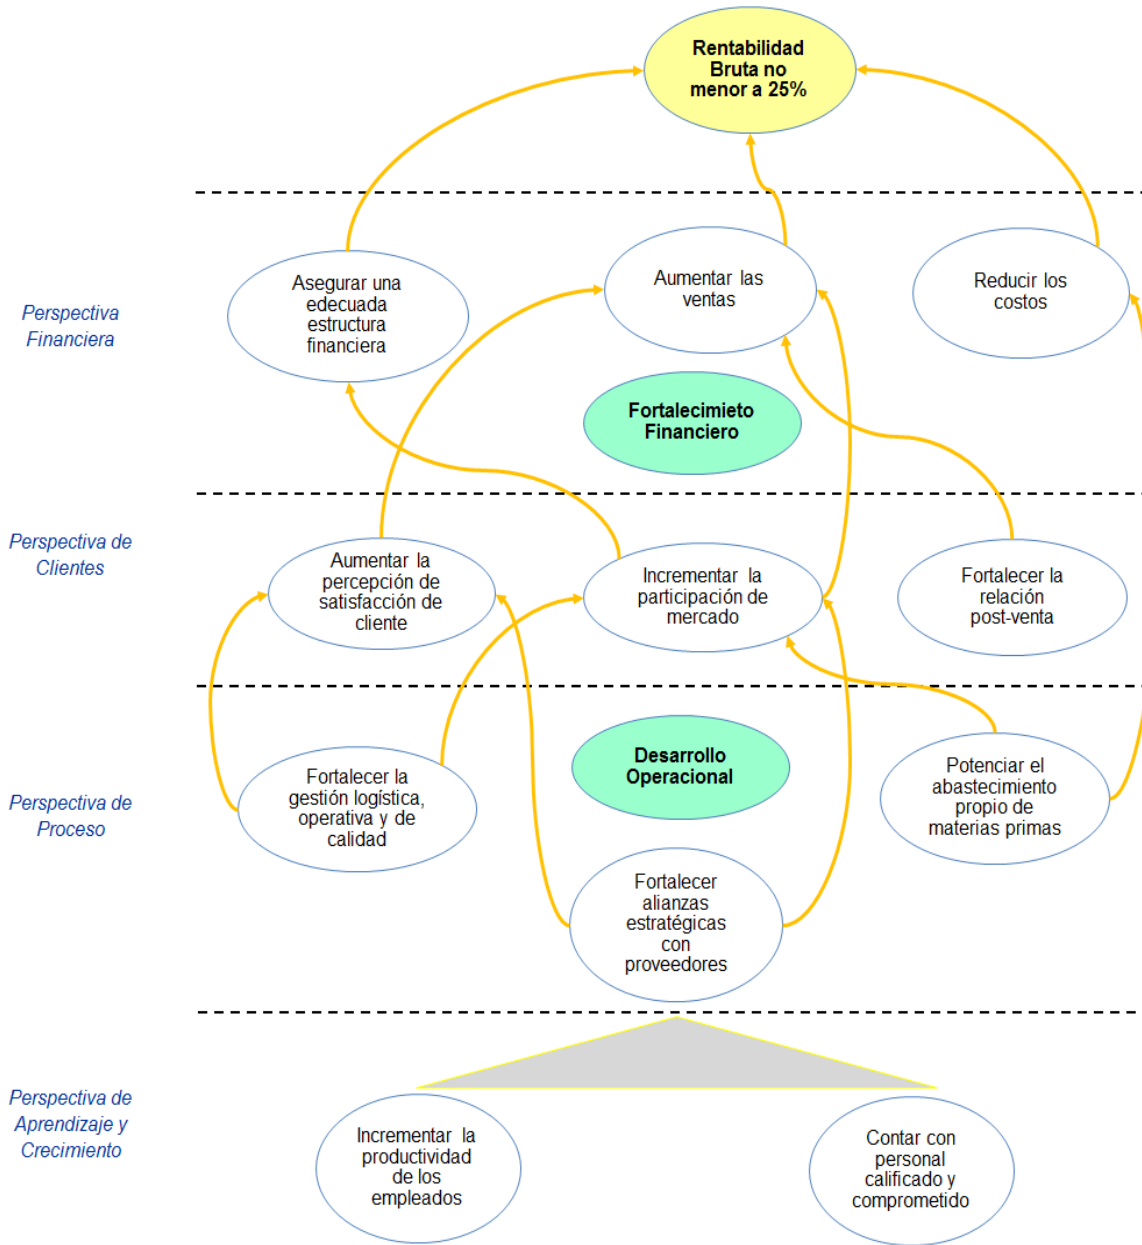 Rentabilidad
Bruta no
menor a 25%
Perspectiva
Financiera
Asegurar una
edecuada
estructura
financiera
Aumentar las
ventas
Reducir los
costos
Fortalecimieto
Financiero
Perspectiva de
Clientes
Aumentar la
percepción de
satisfacción de
cliente
Incrementar la
participación de
mercado
Fortalecer la
relación
post-venta
Perspectiva de
Proceso
Fortalecer la
gestión logística,
operativa y de
calidad
Desarrollo
Operacional
Potenciar el
abastecimiento
propio de
materias primas
Fortalecer
alianzas
estratégicas
con
proveedores
Perspectiva de
Aprendizaje y
Crecimiento
Incrementar la
productividad
de los
empleados
Contar con
personal
calificado y
comprometido